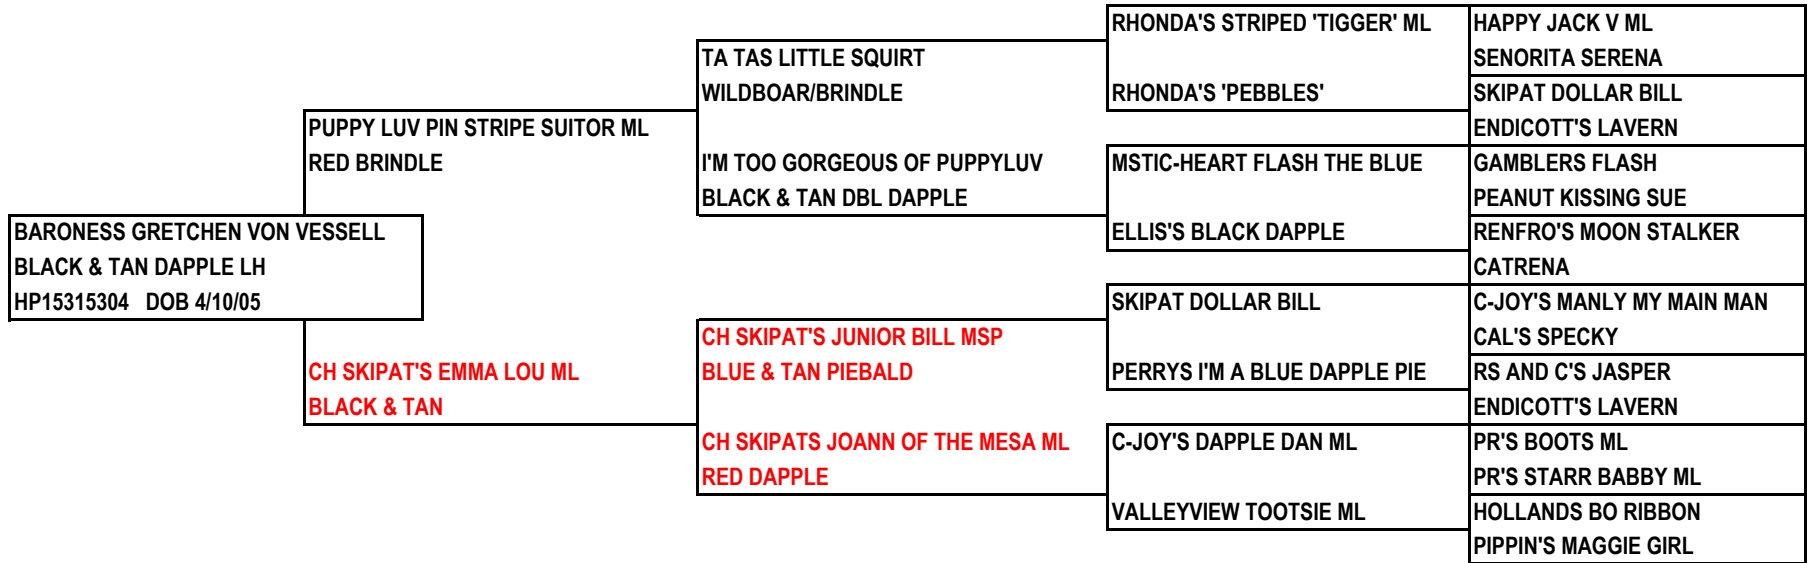 BARONESS GRETCHEN VON VESSELL
BLACK & TAN DAPPLE LH
HP15315304 DOB 4/10/05
PUPPY LUV PIN STRIPE SUITOR ML
RED BRINDLE
CH SKIPAT'S EMMA LOU ML
BLACK & TAN
TA TAS LITTLE SQUIRT
WILDBOAR/BRINDLE
I'M TOO GORGEOUS OF PUPPYLUV
BLACK & TAN DBL DAPPLE
CH SKIPAT'S JUNIOR BILL MSP
BLUE & TAN PIEBALD
CH SKIPATS JOANN OF THE MESA ML
RED DAPPLE
RHONDA'S STRIPED 'TIGGER' ML
RHONDA'S 'PEBBLES'
MSTIC-HEART FLASH THE BLUE
ELLIS'S BLACK DAPPLE
SKIPAT DOLLAR BILL
PERRYS I'M A BLUE DAPPLE PIE
C-JOY'S DAPPLE DAN ML
VALLEYVIEW TOOTSIE ML
HAPPY JACK V ML
SENORITA SERENA
SKIPAT DOLLAR BILL
ENDICOTT'S LAVERN
GAMBLERS FLASH
PEANUT KISSING SUE
RENFRO'S MOON STALKER
CATRENA
C-JOY'S MANLY MY MAIN MAN
CAL'S SPECKY
RS AND C'S JASPER
ENDICOTT'S LAVERN
PR'S BOOTS ML
PR'S STARR BABBY ML
HOLLANDS BO RIBBON
PIPPIN'S MAGGIE GIRL